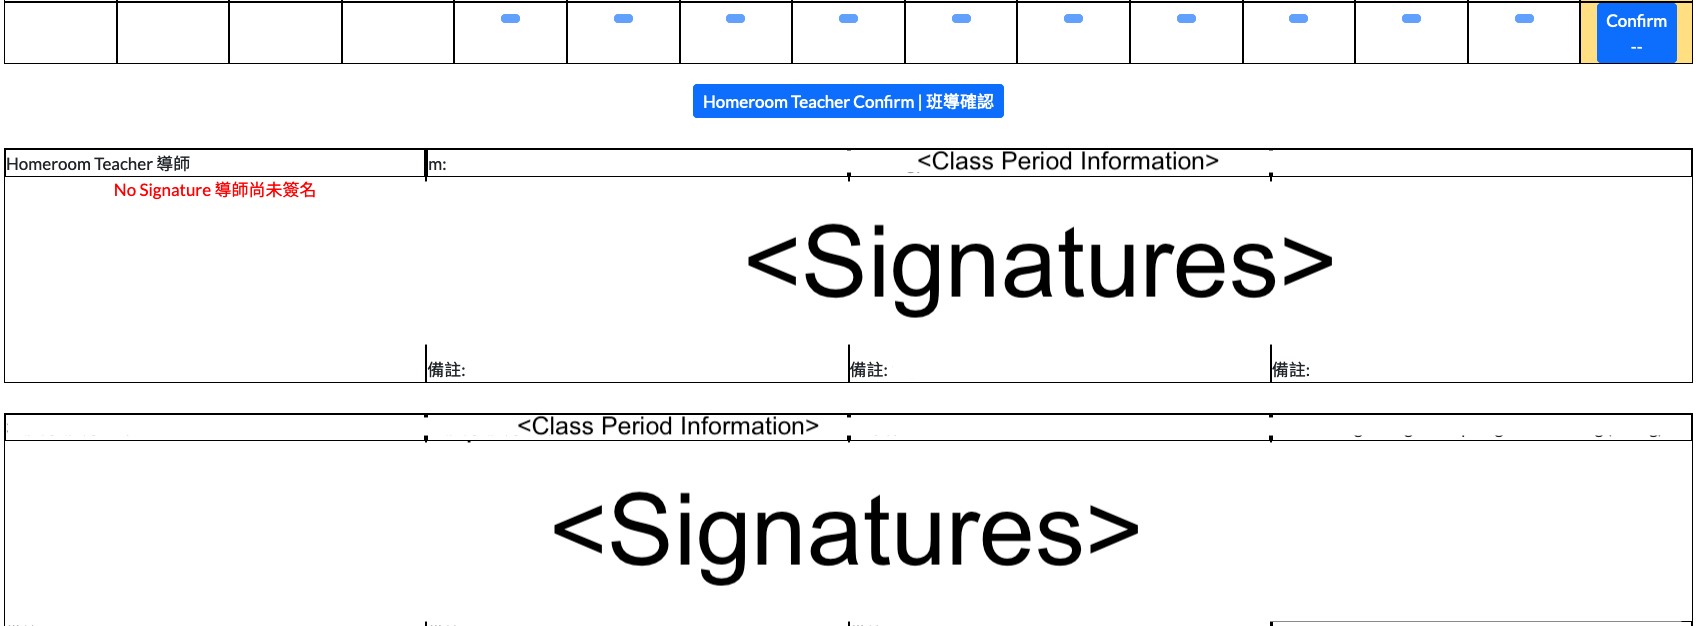 Confirm
--
Homeroom Teacher Confirm | 班導確認
Homeroom Teacher 導師
m:
<Class Period Information>
No Signature 導師尚未簽名
<Signatures>
備註:
備註:
備註:
<Class Period Information>
<Signatures>